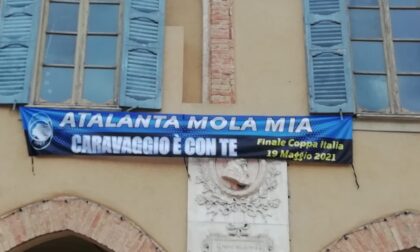 ATALANTA MOLA MIA
CARAVAGGIO È CON TE
Finale Coppa Italia
19 Maggio 2021